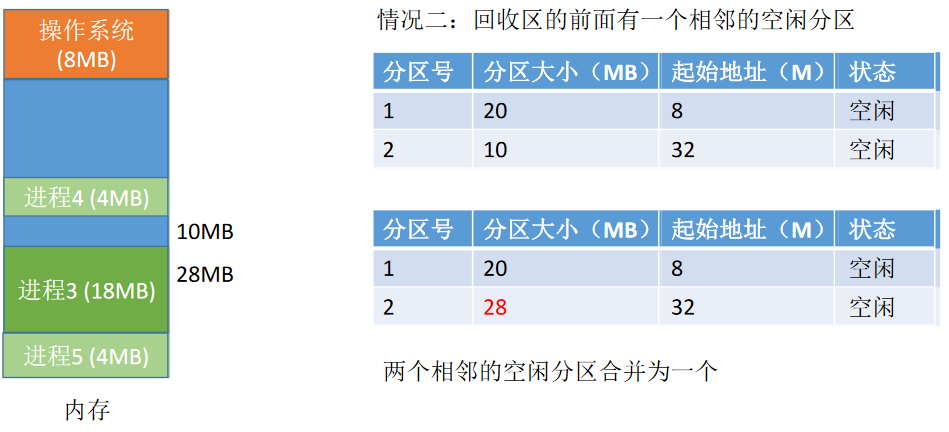 操作系统
(8MB)
进程4 (4MB)
10MB
进程3 (18MB)
28MB
进程5 (4MB)
内存
情况二：回收区的前面有一个相邻的空闲分区
分区号 分区大小（MB） 起始地址（M） 状态
1 20 8 空闲
2 10 32 空闲
分区号 分区大小（MB） 起始地址（M） 状态
1 20 8 空闲
2 28 32 空闲
两个相邻的空闲分区合并为一个